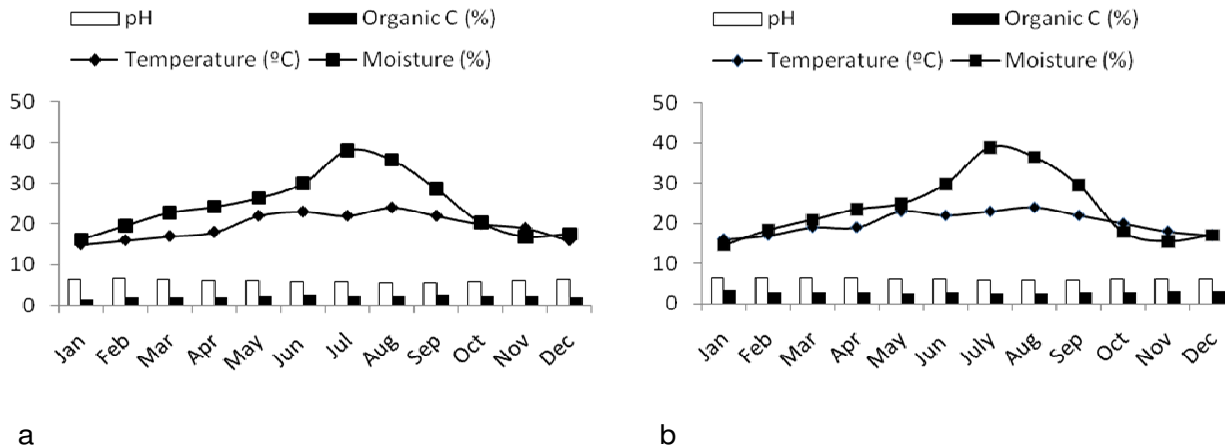 pH Organic C (%)
Temperature (ºC) Moisture (%)
50
40
30
20
10
0
Jan Feb Mar Apr May Jun Jul Aug Sep Oct Nov Dec
a
pH Organic C (%)
Temperature (ºC) Moisture (%)
50
40
30
20
10
0
Jan Feb Mar Apr May Jun July Aug Sep Oct Nov Dec
b